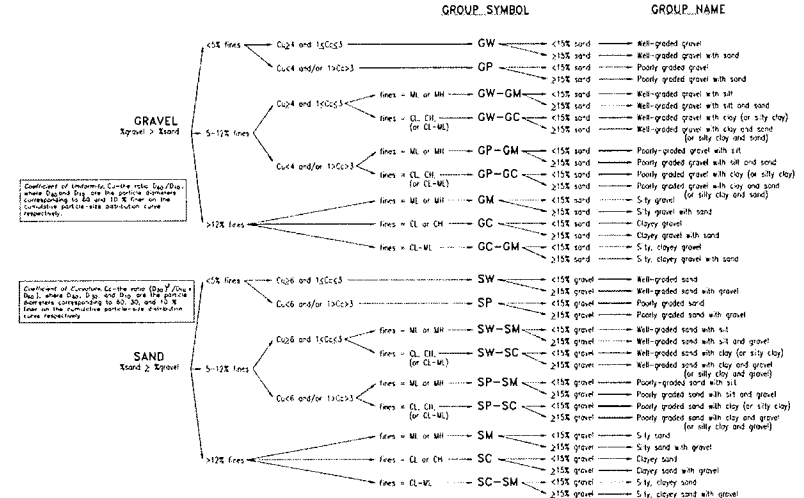 GROUP SYMBOL GROUP NAME
<5% fines Cu≥4 and 1≤Cc≤3 GW <15% sand Well-graded gravel
≥15% sand Well-graded gravel with sand
Cu<4 and/or 1>Cc>3 GP <15% sand Poorly graded gravel
≥15% sand Poorly graded gravel with sand
GRAVEL
%gravel > %sand
5-12% fines Cu≥4 and 1≤Cc≤3 fines = ML or MH GW-GM <15% sand Well-graded gravel with silt
≥15% sand Well-graded gravel with silt and sand
fines = CL, CH, (or CL-ML) GW-GC <15% sand Well-graded gravel with clay (or silty clay)
≥15% sand Well-graded gravel with clay and sand
(or silty clay and sand)
Cu<4 and/or 1>Cc>3 fines = ML or MH GP-GM <15% sand Poorly-graded gravel with silt
≥15% sand Poorly graded gravel with silt and sand
fines = CL, CH, (or CL-ML) GP-GC <15% sand Poorly graded gravel with clay (or silty clay)
≥15% sand Poorly graded gravel with clay and sand
(or silty clay and sand)
>12% fines fines = ML or MH GM <15% sand Silty gravel
≥15% sand Silty gravel with sand
fines = CL or CH GC <15% sand Clayey gravel
≥15% sand Clayey gravel with sand
fines = CL-ML GC-GM <15% sand Silty, clayey gravel
≥15% sand Silty, clayey gravel with sand
Coefficient of Uniformity, Cu-the ratio D60/D10,
where D60 and D10 are the particle diameters
corresponding to 60 and 10 % finer on the
cumulative particle-size distribution curve
respectively.
<5% fines Cu≥6 and 1≤Cc≤3 SW <15% gravel Well-graded sand
≥15% gravel Well-graded sand with gravel
Cu<6 and/or 1>Cc>3 SP <15% gravel Poorly graded sand
≥15% gravel Poorly graded sand with gravel
Coefficient of Curvature, Cc-the ratio (D30)²/(D10 x
D60), where D60, D30, and D10 are the particle
diameters corresponding to 60, 30, and 10 %
finer on the cumulative particle-size distribution
curve respectively
SAND
%sand ≥ %gravel
5-12% fines Cu≥6 and 1≤Cc≤3 fines = ML or MH SW-SM <15% gravel Well-graded sand with silt
≥15% gravel Well-graded sand with silt and gravel
fines = CL, CH, (or CL-ML) SW-SC <15% gravel Well-graded sand with clay (or silty clay)
≥15% gravel Well-graded sand with clay and gravel
(or silty clay and gravel)
Cu<6 and/or 1>Cc>3 fines = ML or MH SP-SM <15% gravel Poorly-graded sand with silt
≥15% gravel Poorly graded sand with silt and gravel
fines = CL, CH, (or CL-ML) SP-SC <15% gravel Poorly graded sand with clay (or silty clay)
≥15% gravel Poorly graded sand with clay and gravel
(or silty clay and gravel)
>12% fines fines = ML or MH SM <15% gravel Silty sand
≥15% gravel Silty sand with gravel
fines = CL or CH SC <15% gravel Clayey sand
≥15% gravel Clayey sand with gravel
fines = CL-ML SC-SM <15% gravel Silty, clayey sand
≥15% gravel Silty, clayey sand with gravel